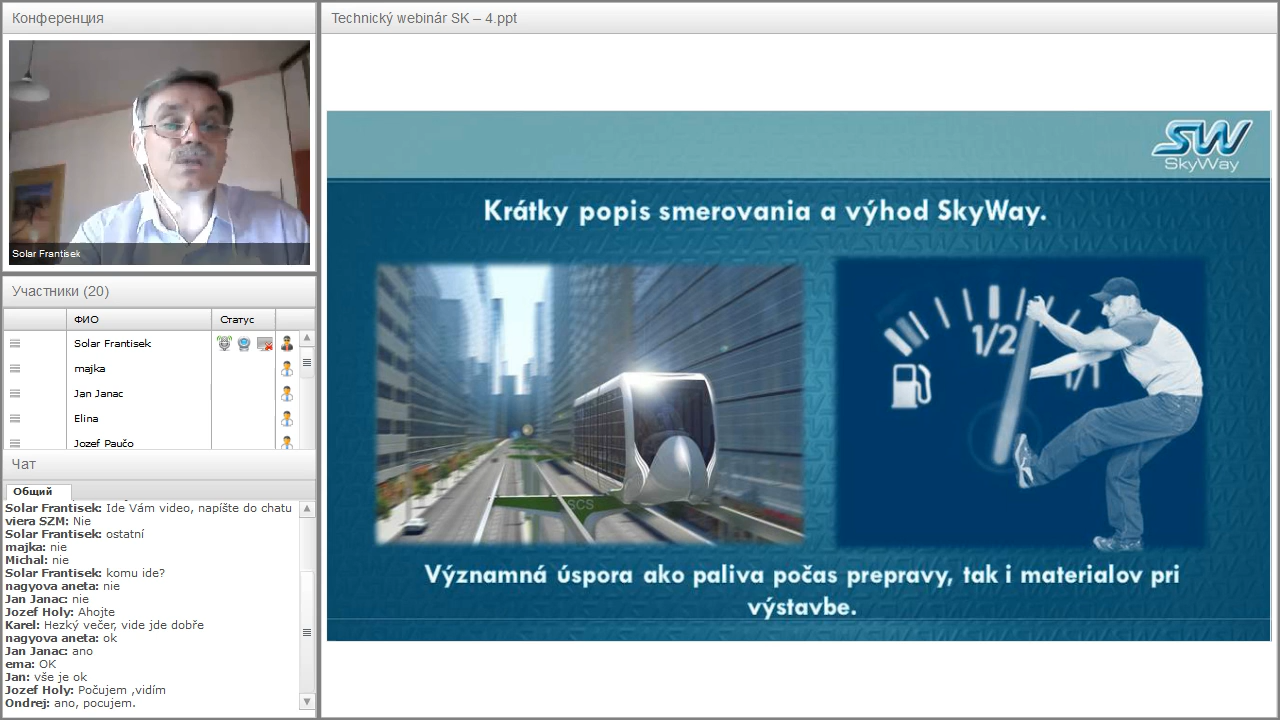 Конференция
Solar Frantisek
Участники (20)
ФИО
Статус
Solar Frantisek
majka
Jan Janac
Elina
Jozef Paučo
Чат
Общий
Solar Frantisek: Ide Vám video, napíšte do chatu
viera SZM: Nie
Solar Frantisek: ostatní
majka: nie
Michal: nie
Solar Frantisek: komu ide?
nagyova aneta: nie
Jan Janac: nie
Jozef Holy: Ahojte
Karel: Hezký večer, vide jde dobře
nagyova aneta: ok
Jan Janac: ano
ema: OK
Jan: vše je ok
Jozef Holy: Počujem ,vidím
Ondrej: ano, pocujem.
Technický webinár SK – 4.ppt
SW
SkyWay
Krátky popis smerovania a výhod SkyWay.
SCS
1/2
1/1
Významná úspora ako paliva počas prepravy, tak i materialov pri
výstavbe.